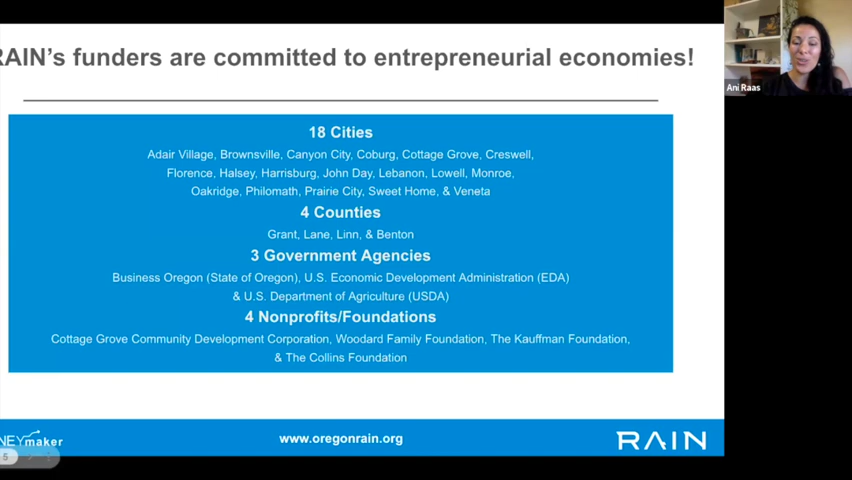 RAIN's funders are committed to entrepreneurial economies!
Ani Raas
18 Cities
Adair Village, Brownsville, Canyon City, Coburg, Cottage Grove, Creswell,
Florence, Halsey, Harrisburg, John Day, Lebanon, Lowell, Monroe,
Oakridge, Philomath, Prairie City, Sweet Home, & Veneta
4 Counties
Grant, Lane, Linn, & Benton
3 Government Agencies
Business Oregon (State of Oregon), U.S. Economic Development Administration (EDA)
& U.S. Department of Agriculture (USDA)
4 Nonprofits/Foundations
Cottage Grove Community Development Corporation, Woodard Family Foundation, The Kauffman Foundation,
& The Collins Foundation
NEYmaker
www.oregonrain.org
RAIN
5